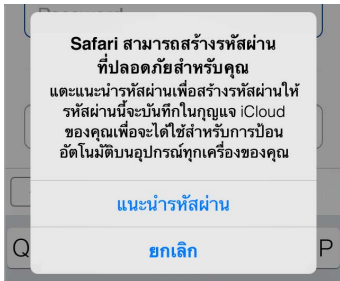 Password
Safari สามารถสร้างรหัสผ่าน
ที่ปลอดภัยสำหรับคุณ
แตะแนะนำรหัสผ่านเพื่อสร้างรหัสผ่านให้
รหัสผ่านนี้จะบันทึกในกุญแจ iCloud
ของคุณเพื่อจะได้ใช้สำหรับการป้อน
อัตโนมัติบนอุปกรณ์ทุกเครื่องของคุณ
แนะนำรหัสผ่าน
ยกเลิก
Q P